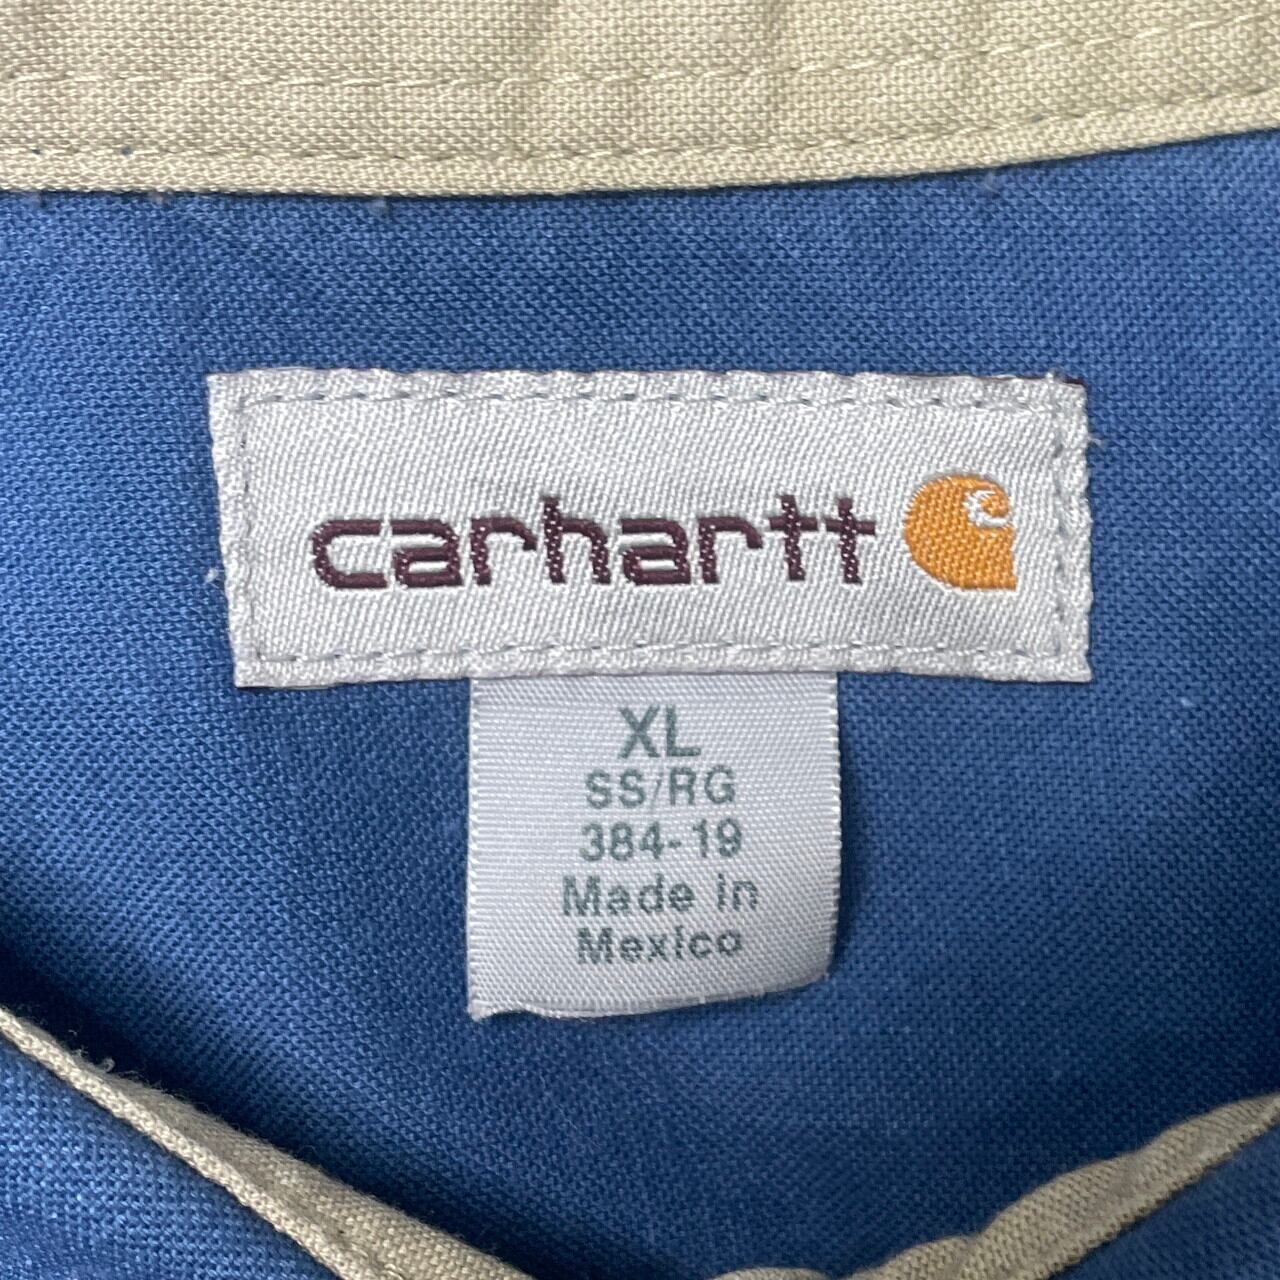 carhartt
XL
SS/RG
384-19
Made in
Mexico